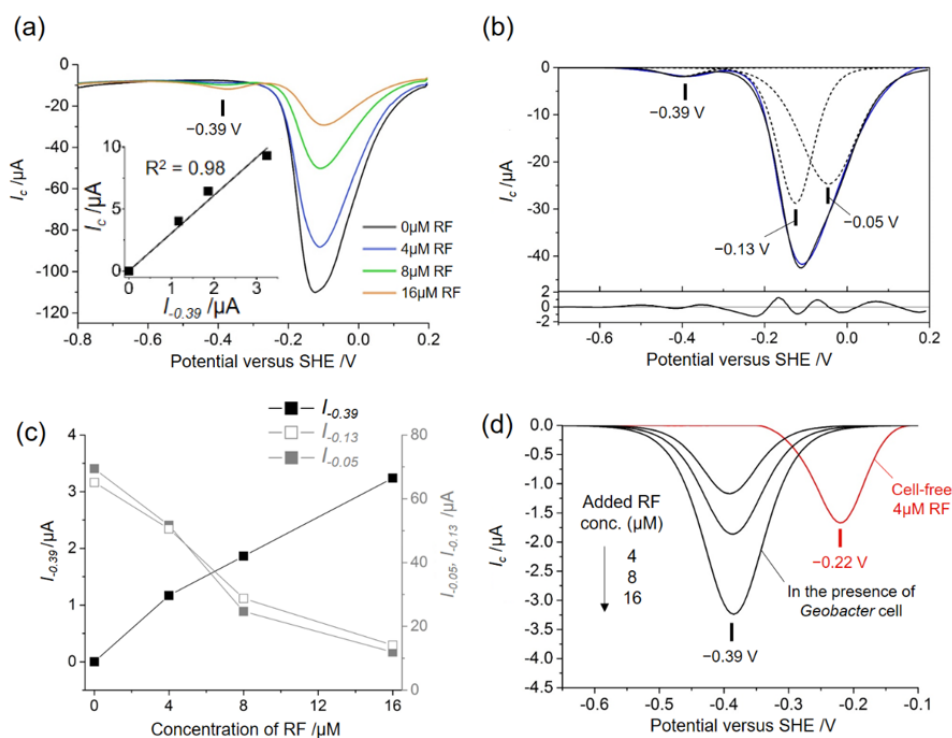 (a)
0
-20
-40
-60
-80
-100
-120
I_c /µA
−0.39 V
10
5
0
R² = 0.98
I_c /µA
0 1 2 3
I_-0.39/µA
0µM RF
4µM RF
8µM RF
16µM RF
-0.8 -0.6 -0.4 -0.2 0.0 0.2
Potential versus SHE /V
(b)
0
-10
-20
-30
-40
2
0
-2
I_c /µA
−0.39 V
−0.13 V
−0.05 V
-0.6 -0.4 -0.2 0.0 0.2
Potential versus SHE /V
(c)
I_-0.39
I_-0.13
I_-0.05
4
3
2
1
0
I_-0.39 /µA
80
60
40
20
0
I_-0.05, I_-0.13 /µA
0 2 4 6 8 10 12 14 16
Concentration of RF /µM
(d)
0.0
-0.5
-1.0
-1.5
-2.0
-2.5
-3.0
-3.5
-4.0
-4.5
I_c /µA
Added RF
conc. (µM)
4
8
16
Cell-free
4µM RF
−0.22 V
In the presence of
Geobacter cell
−0.39 V
-0.6 -0.5 -0.4 -0.3 -0.2 -0.1
Potential versus SHE /V